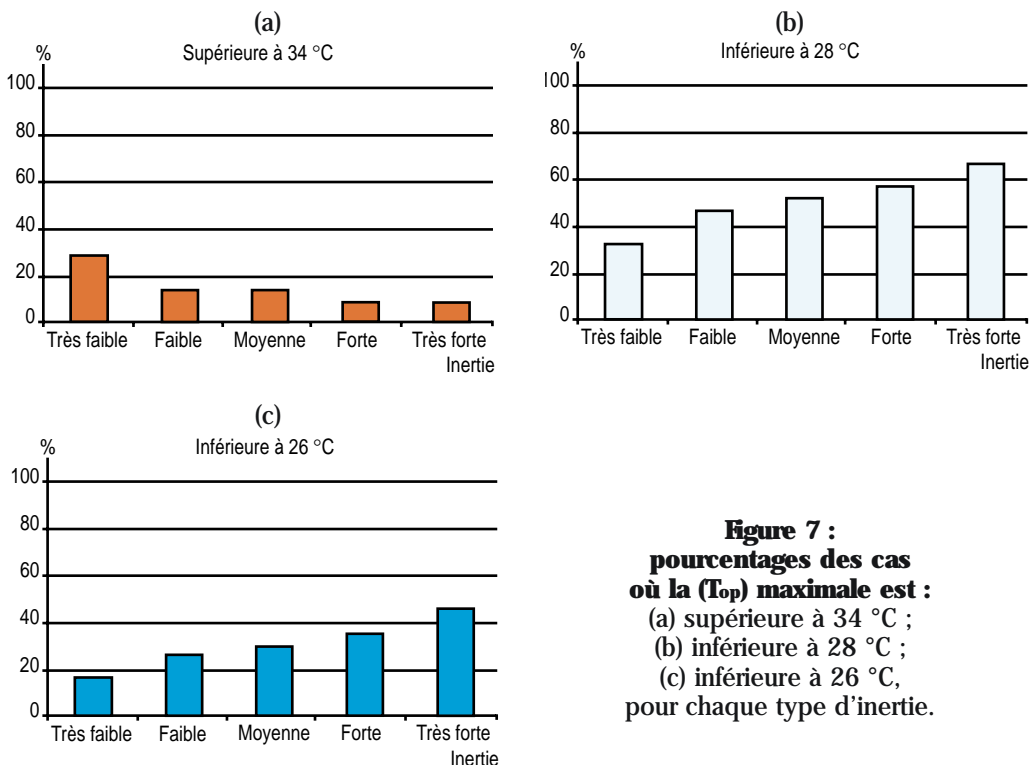 (a)
% Supérieure à 34 °C
100
80
60
40
20
0
Très faible Faible Moyenne Forte Très forte
Inertie
(b)
% Inférieure à 28 °C
100
80
60
40
20
0
Très faible Faible Moyenne Forte Très forte
Inertie
(c)
% Inférieure à 26 °C
100
80
60
40
20
0
Très faible Faible Moyenne Forte Très forte
Inertie
Figure 7 :
pourcentages des cas
où la (Top) maximale est :
(a) supérieure à 34 °C ;
(b) inférieure à 28 °C ;
(c) inférieure à 26 °C,
pour chaque type d'inertie.